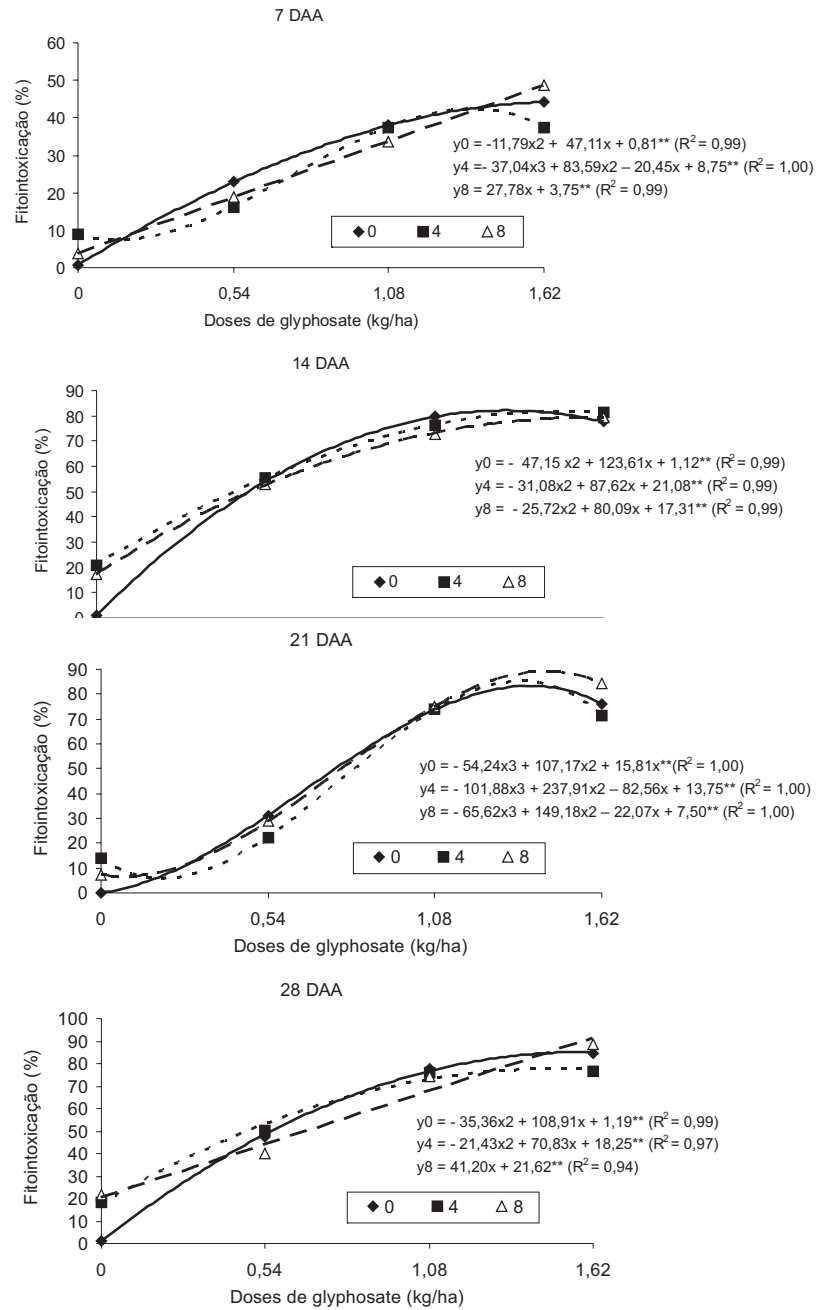 7 DAA
60
50
40
30
20
10
0
Fitointoxicação (%)
y0 = -11,79x2 + 47,11x + 0,81** (R² = 0,99)
y4 =- 37,04x3 + 83,59x2 – 20,45x + 8,75** (R² = 1,00)
y8 = 27,78x + 3,75** (R² = 0,99)
0 4 8
0 0,54 1,08 1,62
Doses de glyphosate (kg/ha)
14 DAA
90
80
70
60
50
40
30
20
10
0
Fitointoxicação (%)
y0 = - 47,15 x2 + 123,61x + 1,12** (R² = 0,99)
y4 = - 31,08x2 + 87,62x + 21,08** (R² = 0,99)
y8 = - 25,72x2 + 80,09x + 17,31** (R² = 0,99)
0 4 8
21 DAA
90
80
70
60
50
40
30
20
10
0
Fitointoxicação (%)
y0 = - 54,24x3 + 107,17x2 + 15,81x**(R² = 1,00)
y4 = - 101,88x3 + 237,91x2 – 82,56x + 13,75** (R² = 1,00)
y8 = - 65,62x3 + 149,18x2 – 22,07x + 7,50** (R² = 1,00)
0 4 8
0 0,54 1,08 1,62
Doses de glyphosate (kg/ha)
28 DAA
100
90
80
70
60
50
40
30
20
10
0
Fitointoxicação (%)
y0 = - 35,36x2 + 108,91x + 1,19** (R² = 0,99)
y4 = - 21,43x2 + 70,83x + 18,25** (R² = 0,97)
y8 = 41,20x + 21,62** (R² = 0,94)
0 4 8
0 0,54 1,08 1,62
Doses de glyphosate (kg/ha)